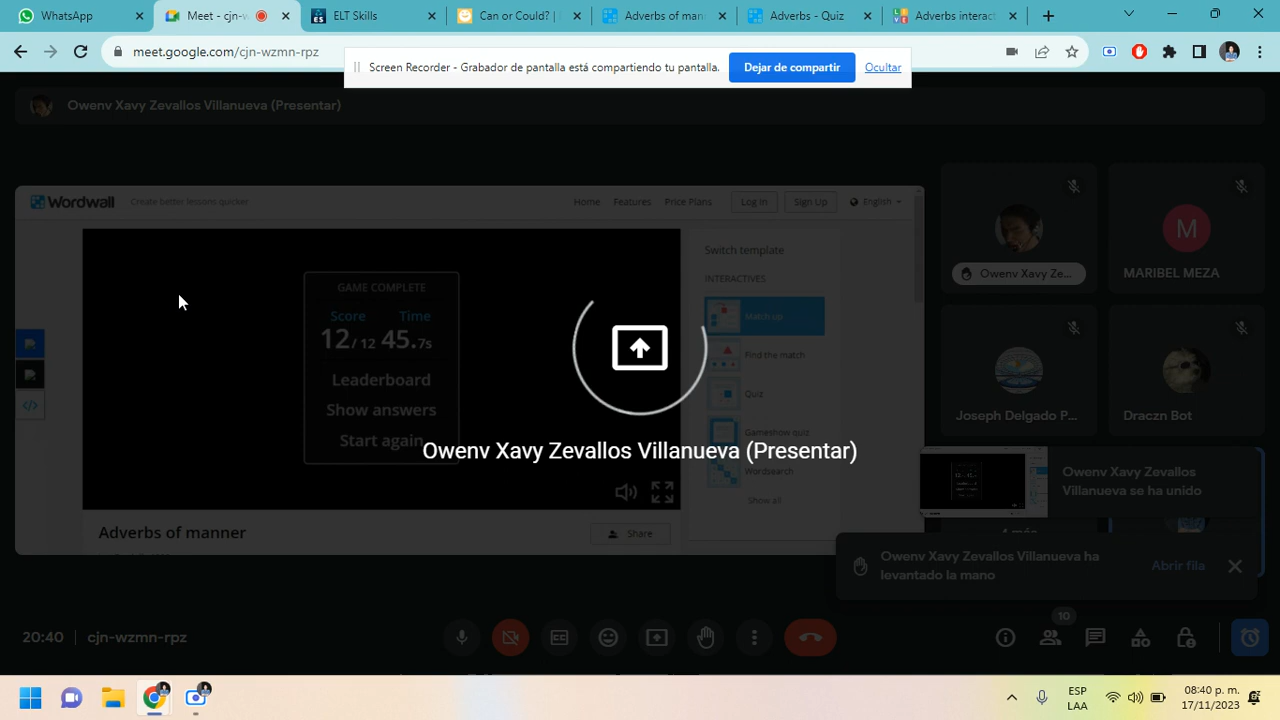 WhatsApp
Meet - cjn-w
ELT Skills
Can or Could? |
Adverbs of man
Adverbs - Quiz
Adverbs interac
meet.google.com/cjn-wzmn-rpz
Screen Recorder - Grabador de pantalla está compartiendo tu pantalla.
Dejar de compartir
Ocultar
Owenv Xavy Zevallos Villanueva (Presentar)
Wordwall
Create better lessons quicker
Home
Features
Price Plans
Log In
Sign Up
English
GAME COMPLETE
Score
Time
12/ 12
45.7s
Leaderboard
Show answers
Start again
Switch template
INTERACTIVES
Match up
Find the match
Quiz
Gameshow quiz
Wordsearch
Show all
Adverbs of manner
Share
Owenv Xavy Zevallos Villanueva (Presentar)
Owenv Xavy Ze...
M
MARIBEL MEZA
Joseph Delgado P...
Draczn Bot
Owenv Xavy Zevallos
Villanueva se ha unido
4 más
Owenv Xavy Zevallos Villanueva ha
levantado la mano
Abrir fila
20:40
cjn-wzmn-rpz
10
ESP
LAA
08:40 p. m.
17/11/2023